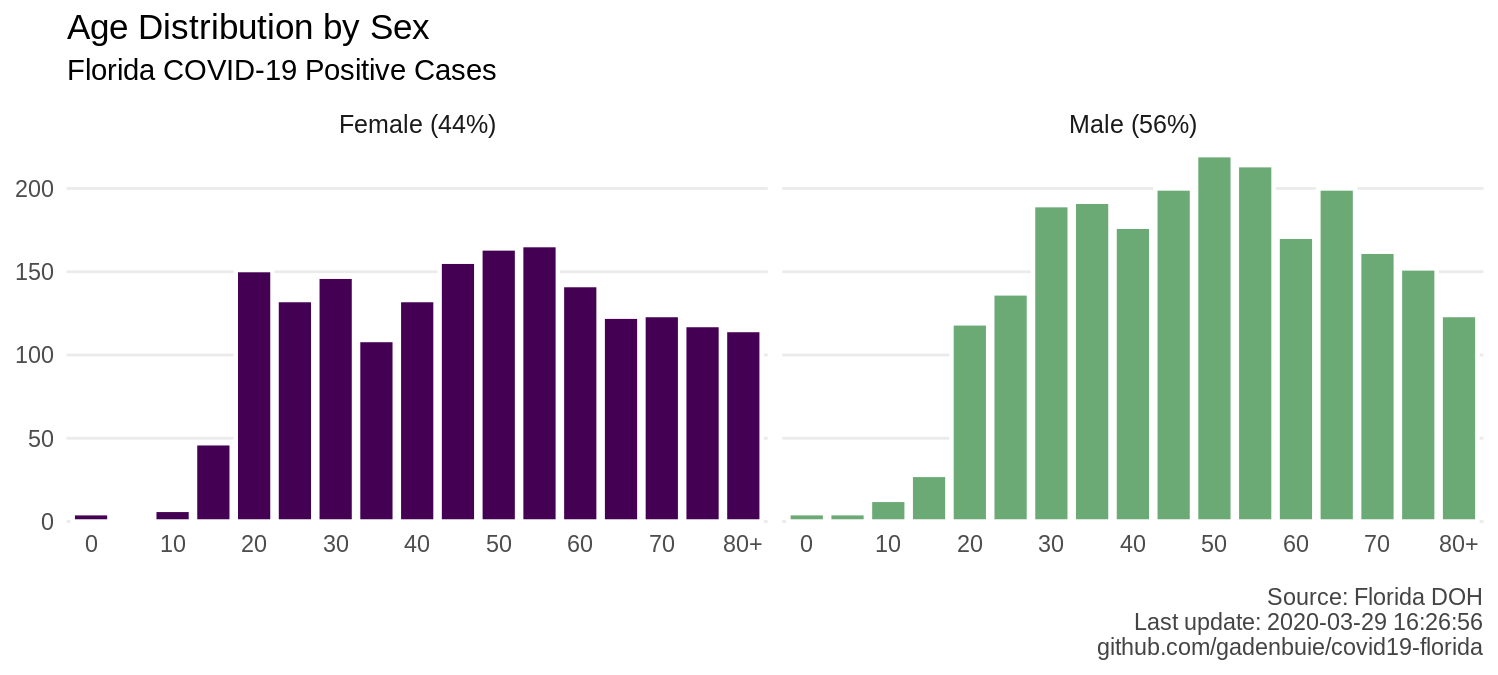 Age Distribution by Sex
Florida COVID-19 Positive Cases
Female (44%)
Male (56%)
200
150
100
50
0
0 10 20 30 40 50 60 70 80+
0 10 20 30 40 50 60 70 80+
Source: Florida DOH
Last update: 2020-03-29 16:26:56
github.com/gadenbuie/covid19-florida